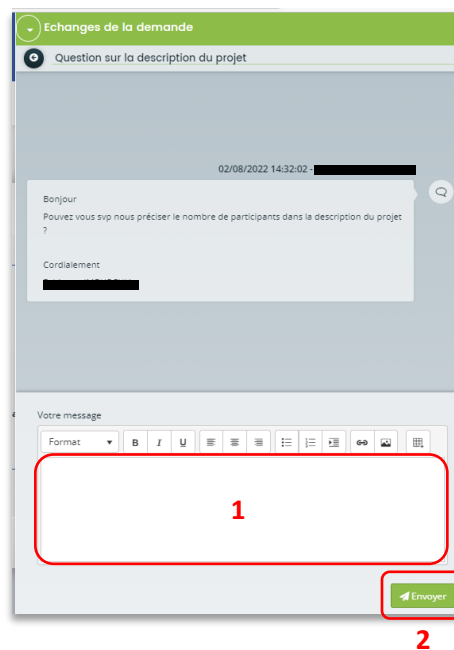 Echanges de la demande
Question sur la description du projet
02/08/2022 14:32:02 -
Bonjour
Pouvez vous svp nous préciser le nombre de participants dans la description du projet
?
Cordialement
Votre message
Format B I U
1
Envoyer
2